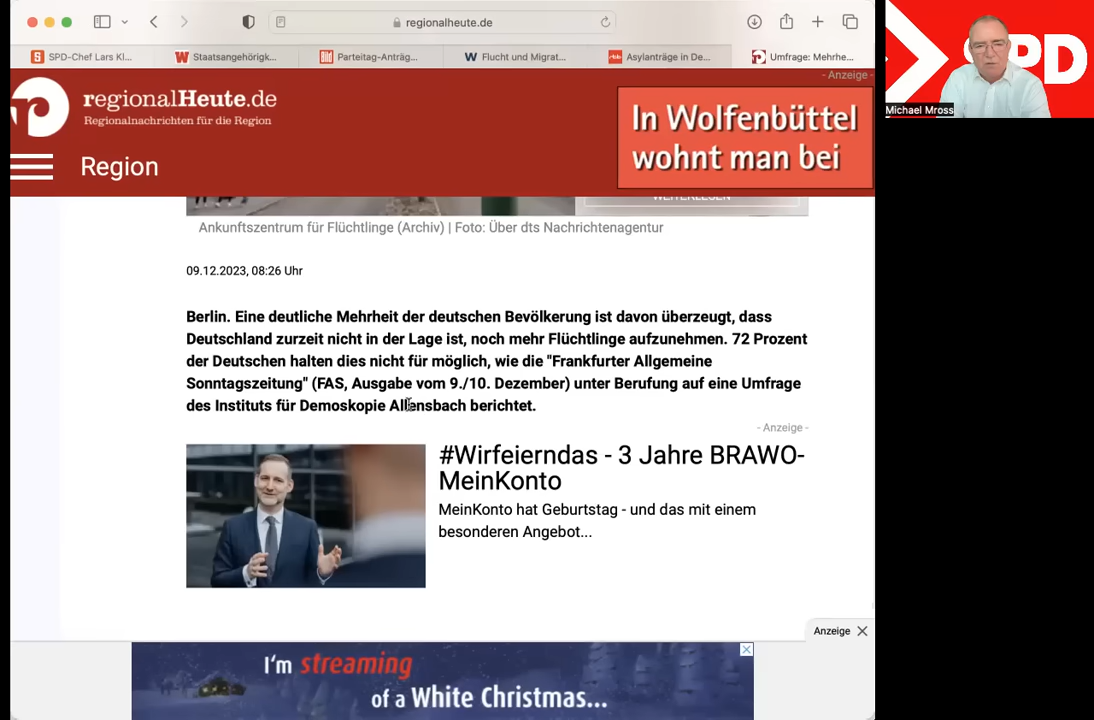 regionalheute.de
SPD-Chef Lars Kl...
Staatsangehörigk...
Parteitag-Anträg...
Flucht und Migrat...
Asylanträge in De...
Umfrage: Mehrhe...
- Anzeige -
regionalHeute.de
Regionalnachrichten für die Region
Region
In Wolfenbüttel
wohnt man bei
SPD
Michael Mross
WEITERLESEN
Ankunftszentrum für Flüchtlinge (Archiv) | Foto: Über dts Nachrichtenagentur
09.12.2023, 08:26 Uhr
Berlin. Eine deutliche Mehrheit der deutschen Bevölkerung ist davon überzeugt, dass
Deutschland zurzeit nicht in der Lage ist, noch mehr Flüchtlinge aufzunehmen. 72 Prozent
der Deutschen halten dies nicht für möglich, wie die "Frankfurter Allgemeine
Sonntagszeitung" (FAS, Ausgabe vom 9./10. Dezember) unter Berufung auf eine Umfrage
des Instituts für Demoskopie Allensbach berichtet.
- Anzeige -
#Wirfeierndas - 3 Jahre BRAWO-
MeinKonto
MeinKonto hat Geburtstag - und das mit einem
besonderen Angebot...
Anzeige
I'm streaming
of a White Christmas...